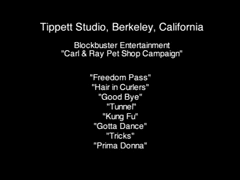 Tippett Studio, Berkeley, California
Blockbuster Entertainment
"Carl & Ray Pet Shop Campaign"
"Freedom Pass"
"Hair in Curlers"
"Good Bye"
"Tunnel"
"Kung Fu"
"Gotta Dance"
"Tricks"
"Prima Donna"